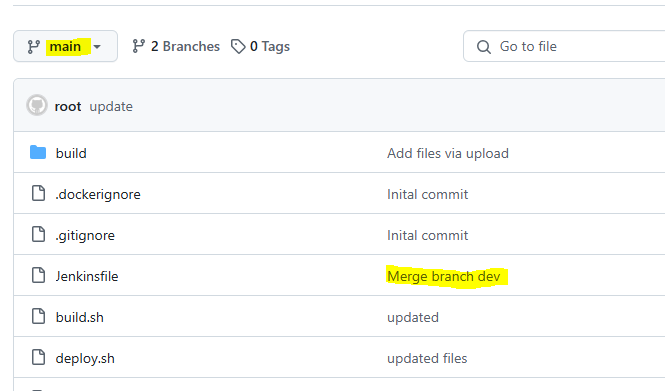 main 2 Branches 0 Tags Go to file
root update
build Add files via upload
.dockerignore Inital commit
.gitignore Inital commit
Jenkinsfile Merge branch dev
build.sh updated
deploy.sh updated files